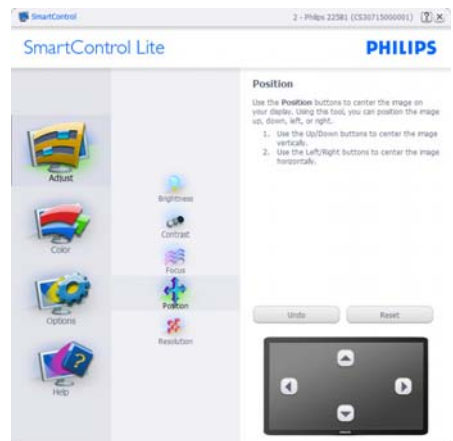 SmartControl
2 - Philips 225B1 (CS30715000001)
SmartControl Lite
PHILIPS
Adjust
Color
Options
Help
Brightness
Contrast
Focus
Position
Resolution
Position
Use the Position buttons to center the image on
your display. Using this tool, you can position the image
up, down, left, or right.
1. Use the Up/Down buttons to center the image
vertically.
2. Use the Left/Right buttons to center the image
horizontally.
Undo
Reset